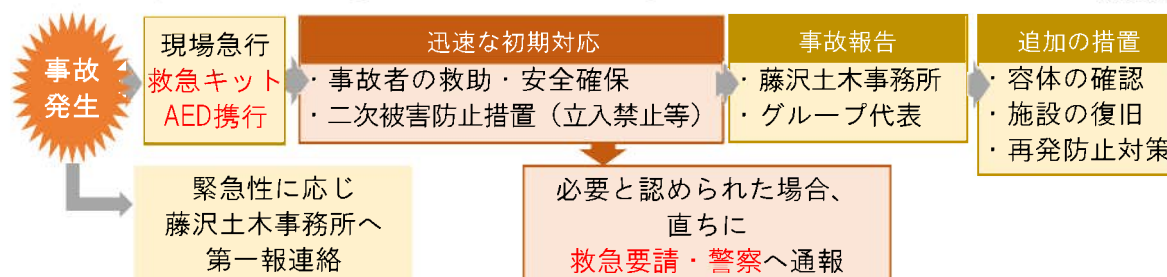 事故
発生
現場急行
救急キット
AED携行
迅速な初期対応
・事故者の救助・安全確保
・二次被害防止措置（立入禁止等）
事故報告
・藤沢土木事務所
・グループ代表
追加の措置
・容体の確認
・施設の復旧
・再発防止対策
緊急性に応じ
藤沢土木事務所へ
第一報連絡
必要と認められた場合、
直ちに
救急要請・警察へ通報